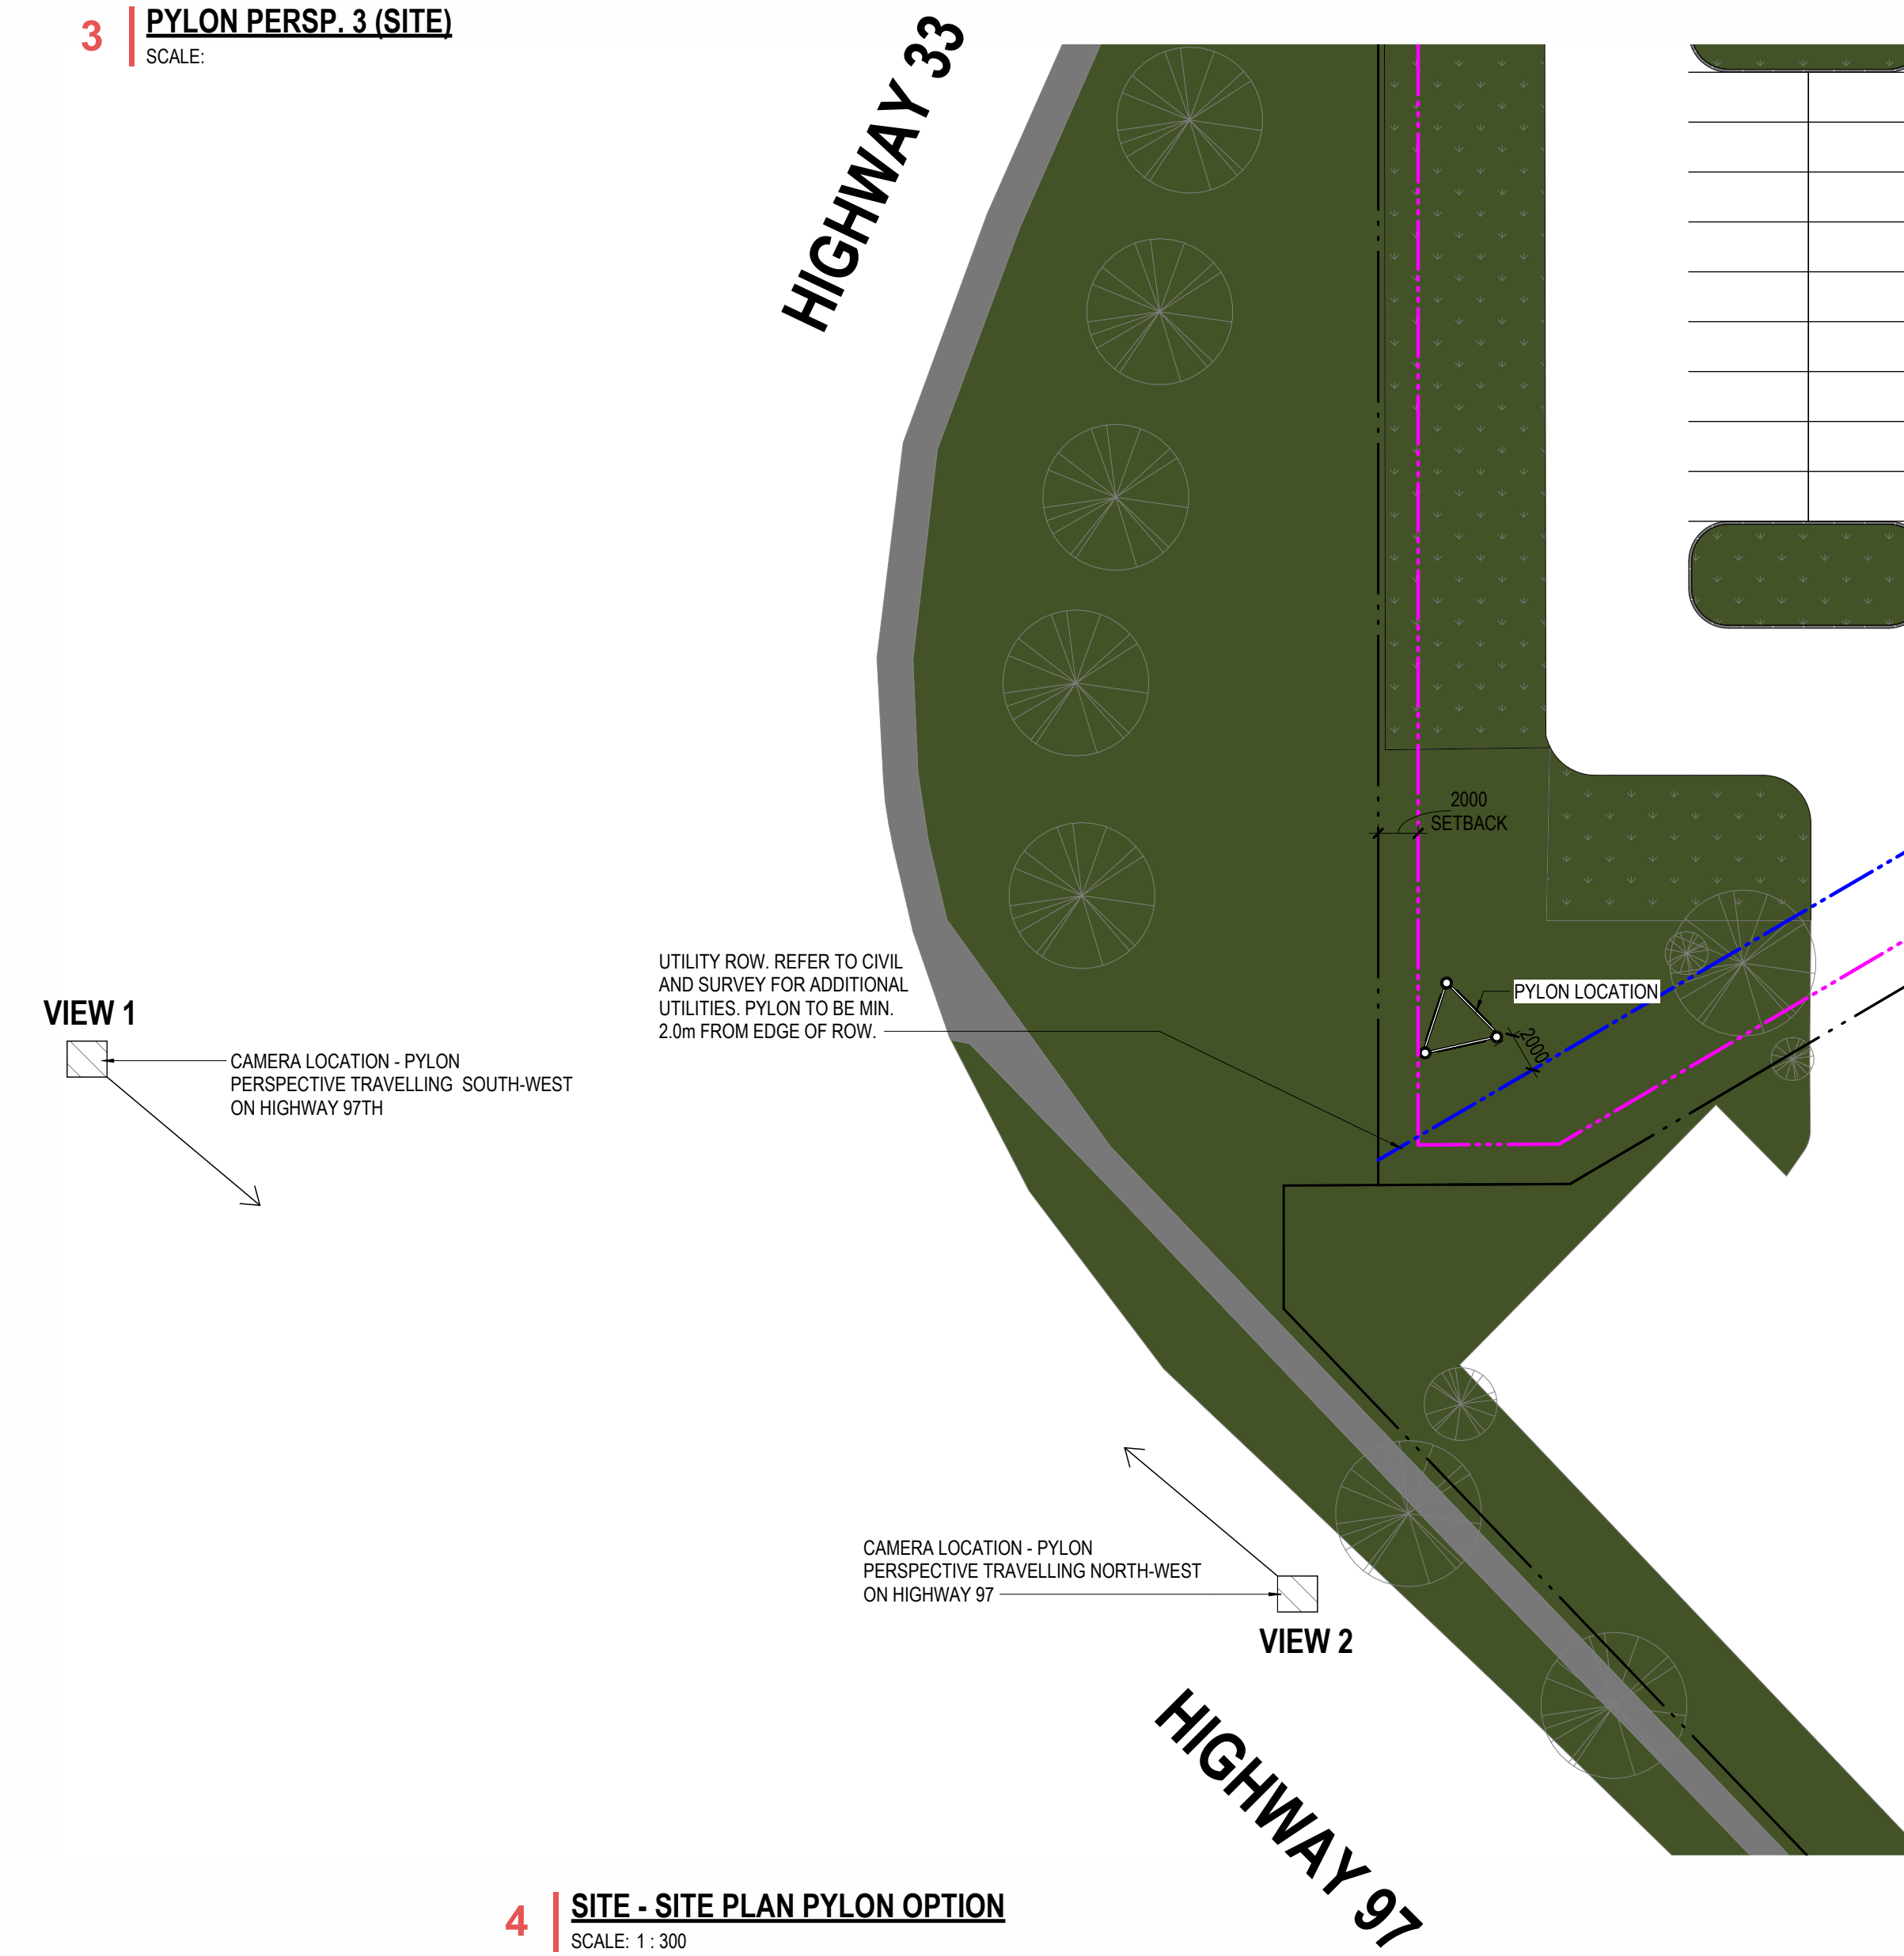 3
PYLON PERSP. 3 (SITE)
SCALE:
HIGHWAY 33
2000
SETBACK
UTILITY ROW. REFER TO CIVIL
AND SURVEY FOR ADDITIONAL
UTILITIES. PYLON TO BE MIN.
2.0m FROM EDGE OF ROW.
PYLON LOCATION
2000
VIEW 1
CAMERA LOCATION - PYLON
PERSPECTIVE TRAVELLING SOUTH-WEST
ON HIGHWAY 97TH
CAMERA LOCATION - PYLON
PERSPECTIVE TRAVELLING NORTH-WEST
ON HIGHWAY 97
VIEW 2
HIGHWAY 97
4
SITE - SITE PLAN PYLON OPTION
SCALE: 1 : 300